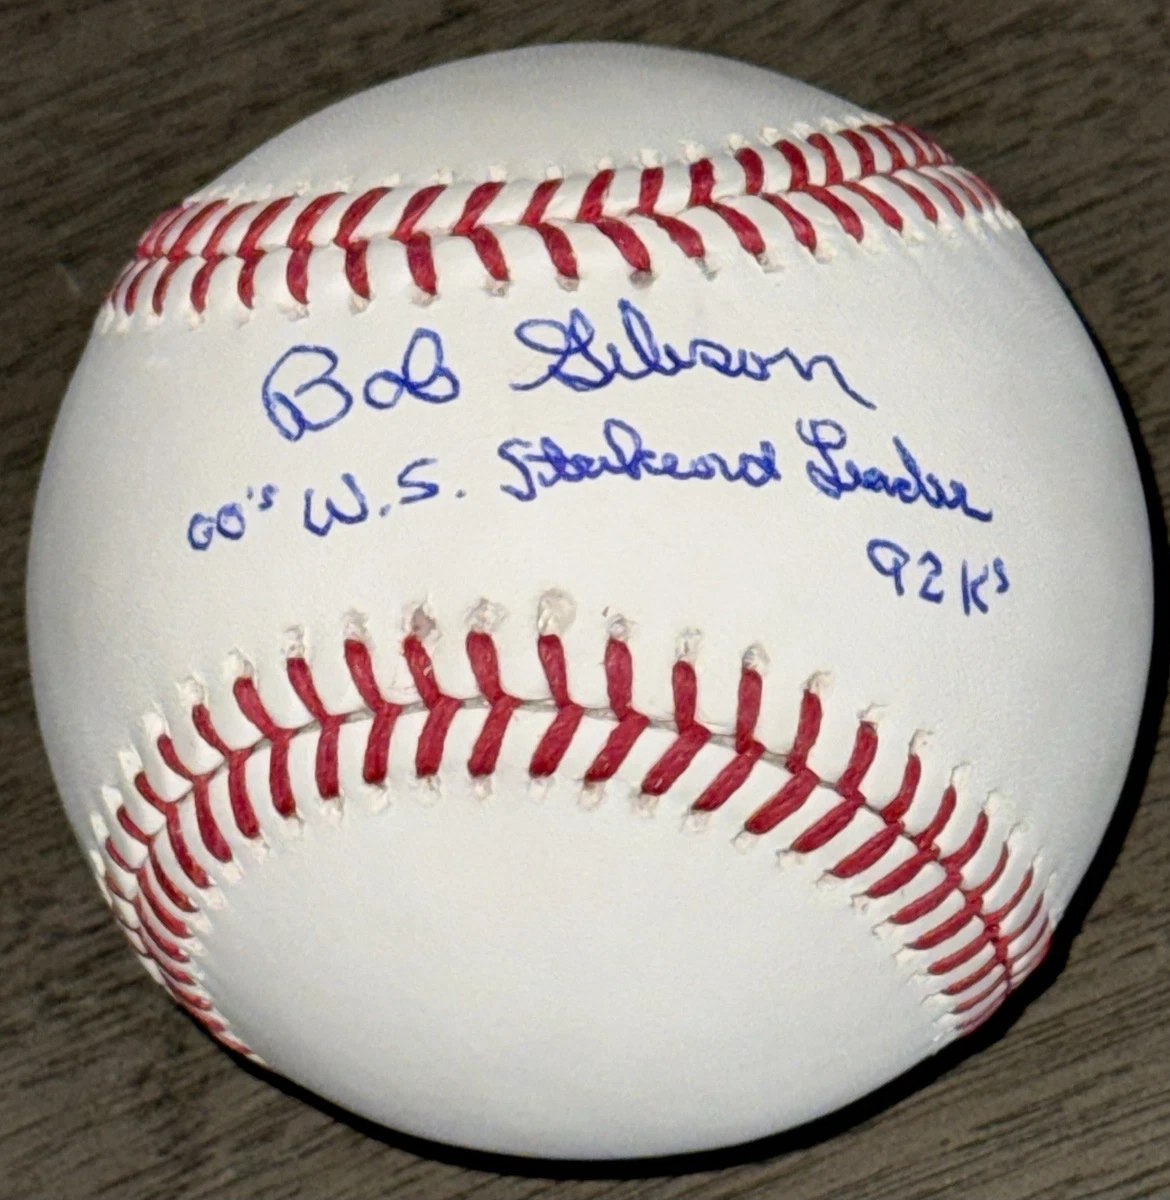 Bob Gibson
60's W.S. Strikeout Leader
92 K's